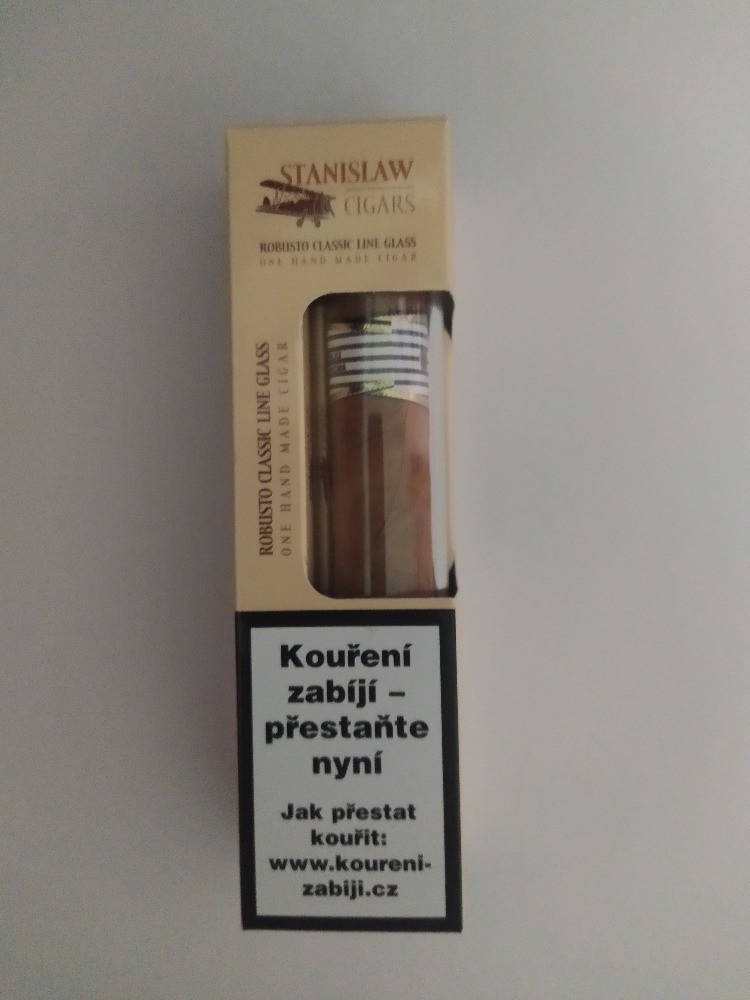 STANISLAW
CIGARS
ROBUSTO CLASSIC LINE GLASS
ONE HAND MADE CIGAR
ROBUSTO CLASSIC LINE GLASS
ONE HAND MADE CIGAR
Kouření
zabíjí –
přestaňte
nyní
Jak přestat
kouřit:
www.koureni-
zabiji.cz